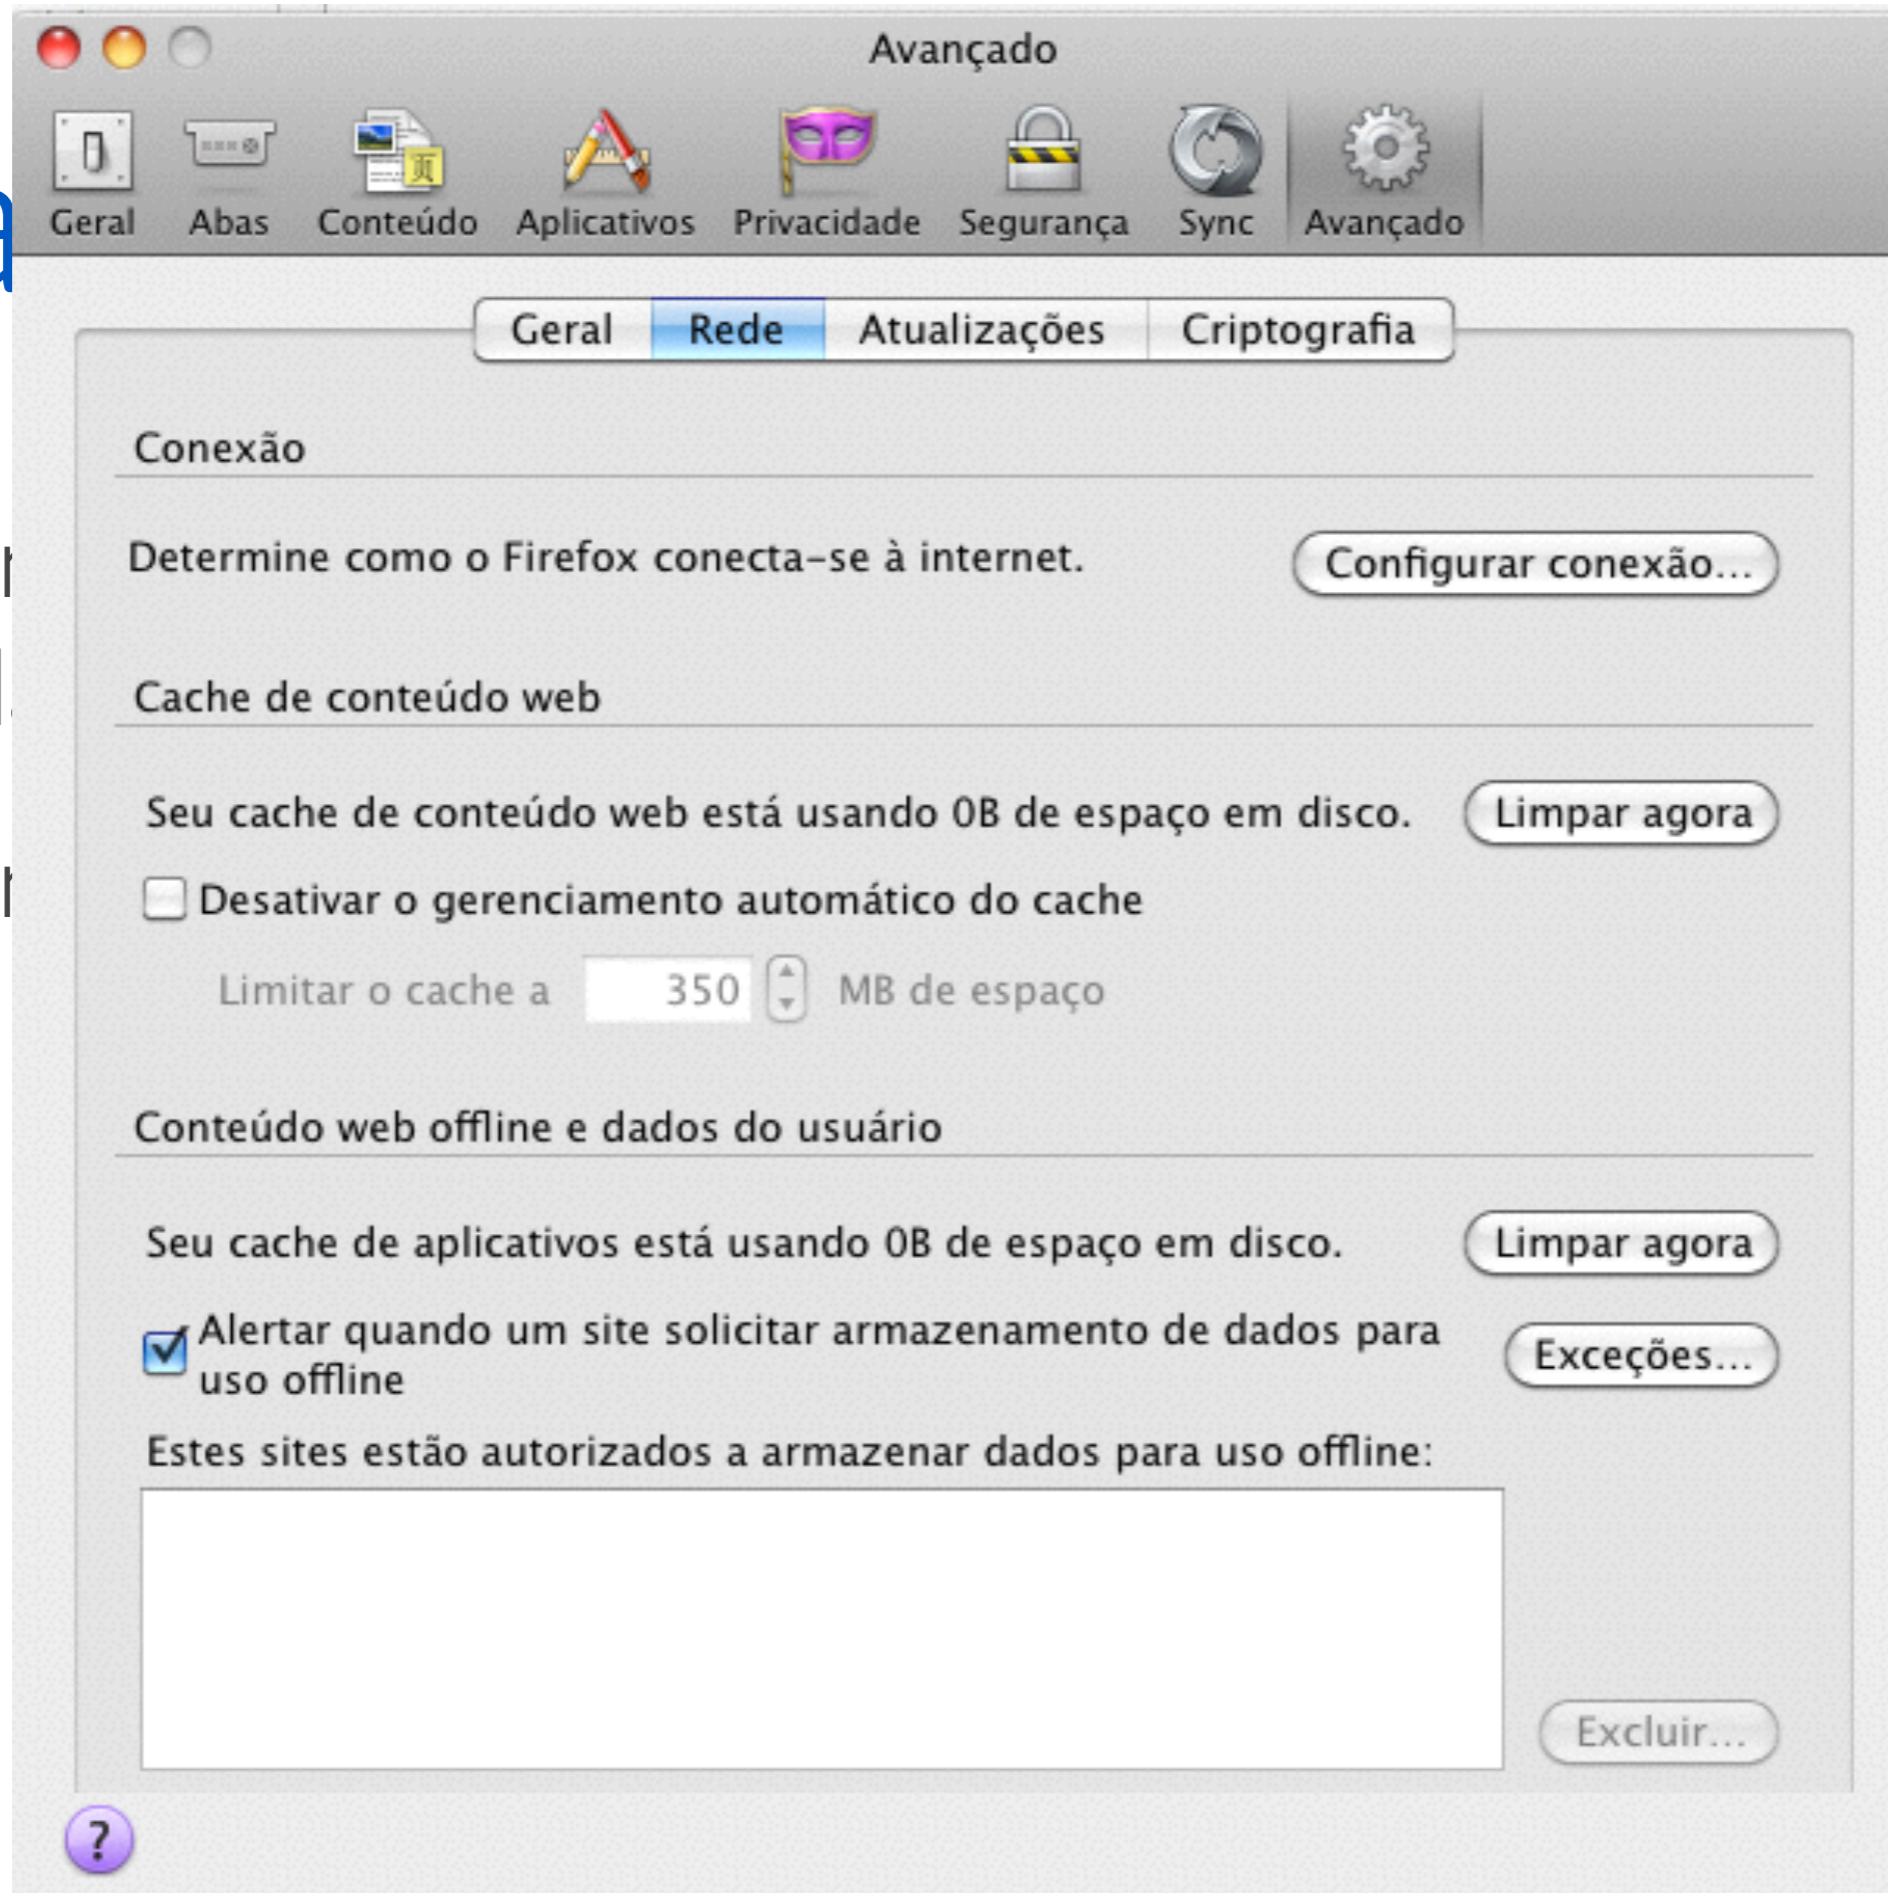 Avançado
Geral Abas Conteúdo Aplicativos Privacidade Segurança Sync Avançado
Geral Rede Atualizações Criptografia
Conexão
Determine como o Firefox conecta-se à internet. Configurar conexão...
Cache de conteúdo web
Seu cache de conteúdo web está usando 0B de espaço em disco. Limpar agora
Desativar o gerenciamento automático do cache
Limitar o cache a 350 MB de espaço
Conteúdo web offline e dados do usuário
Seu cache de aplicativos está usando 0B de espaço em disco. Limpar agora
Alertar quando um site solicitar armazenamento de dados para
uso offline Exceções...
Estes sites estão autorizados a armazenar dados para uso offline:
Excluir...
?